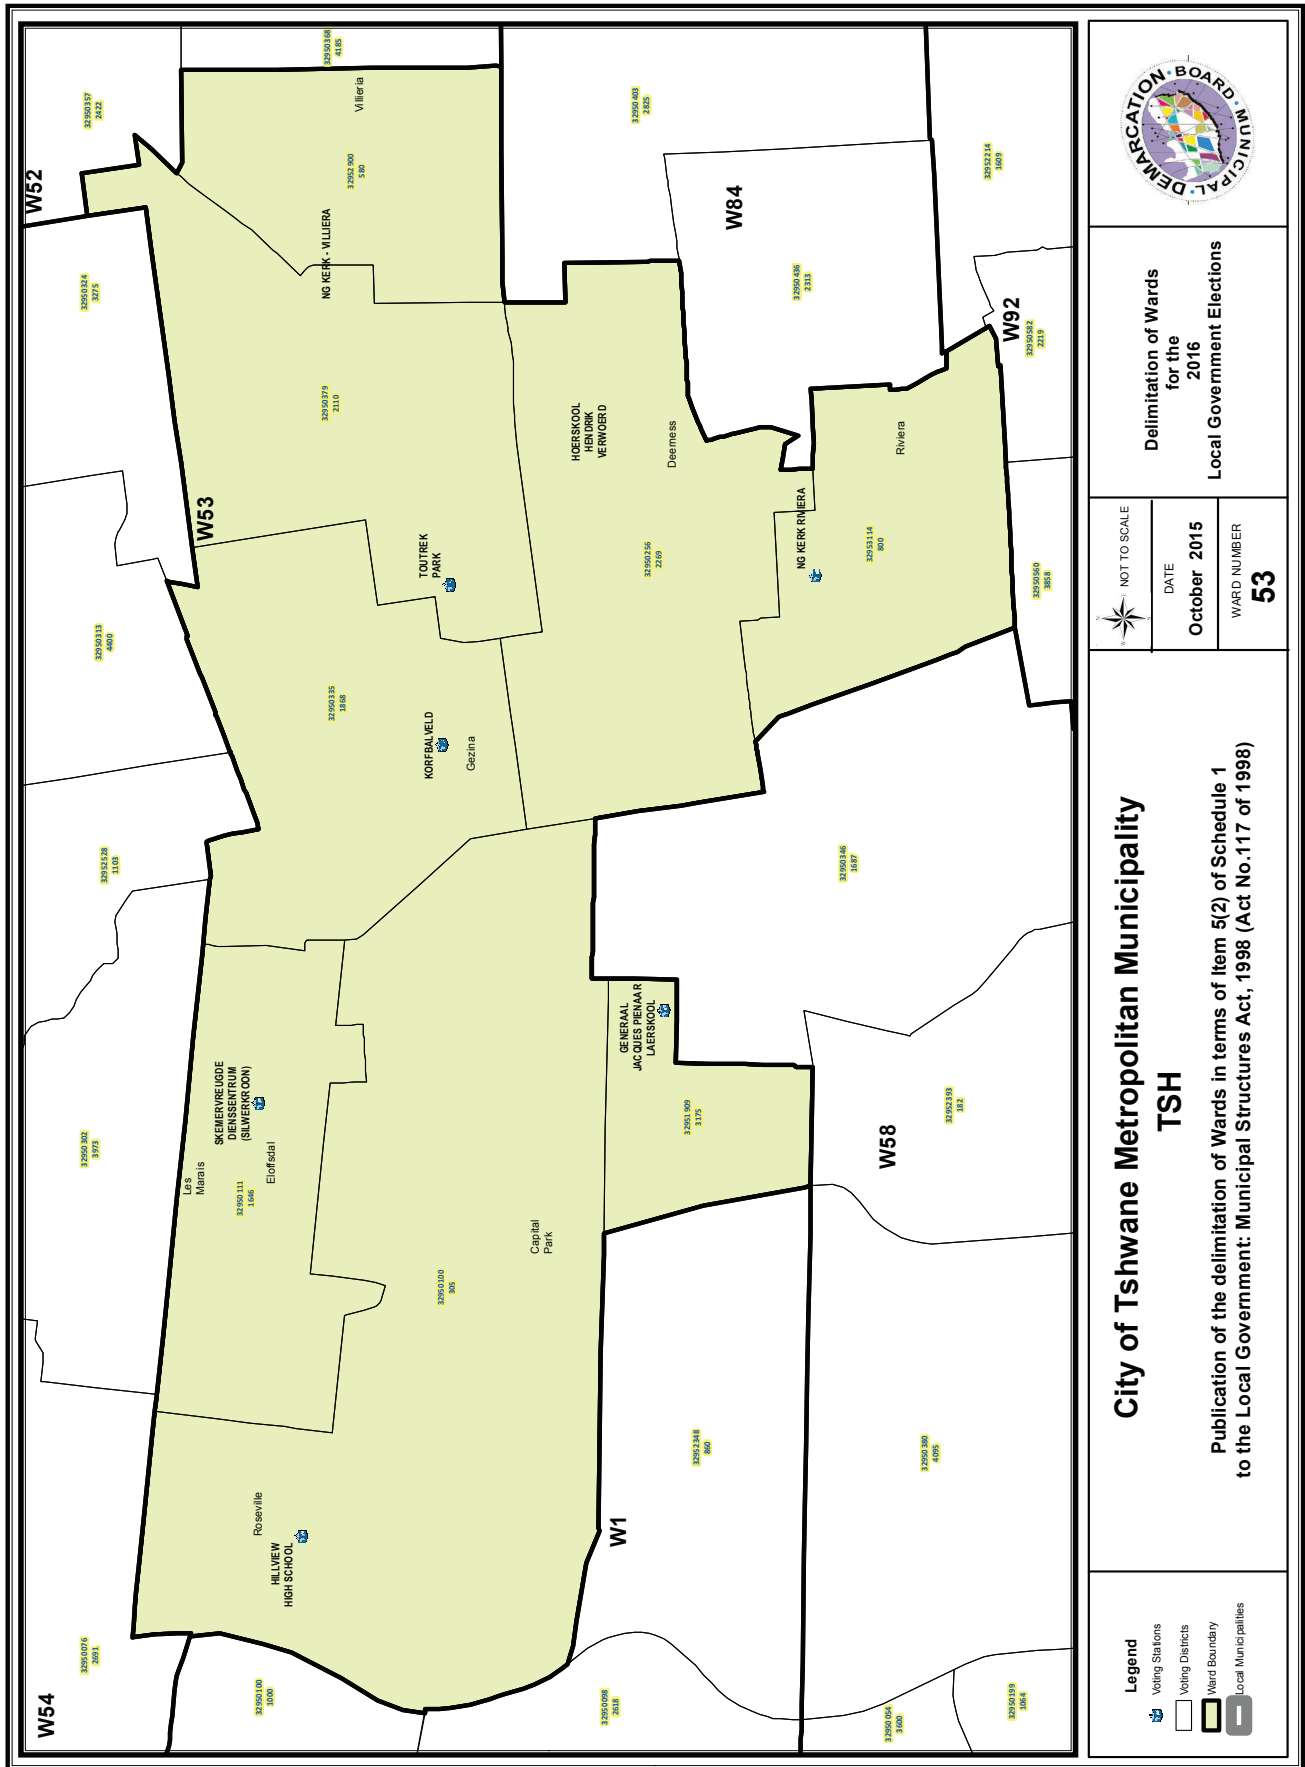 W54
32950076
2691
32950302
3973
32952528
1103
32950313
4400
32950324
3275
W52
32950357
2422
32950368
4185
32950100
1000
Roseville
HILLVIEW
HIGH SCHOOL
Les
Marais
32950111
1646
SKEMERVREUGDE
DIENSSENTRUM
(SILWERKROON)
Eloffsdal
W53
32950335
1868
32950379
2110
NG KERK - VILLIERA
32952900
580
Villieria
KORFBALVELD
Gezina
TOUTREK
PARK
32950100
305
Capital
Park
GENERAAL
JACQUES PIENAAR
LAERSKOOL
32951909
3175
HOERSKOOL
HENDRIK
VERWOERD
Deerness
32950256
2269
32950403
2825
W84
32950436
2313
NG KERK RIVIERA
32953114
800
Riviera
32950346
1687
W1
32952348
860
32950098
2618
W58
32952393
182
32950380
4095
32950054
3600
32950199
1064
32950560
3858
W92
32950582
2219
32952214
1609
Legend
Voting Stations
Voting Districts
Ward Boundary
Local Municipalities
City of Tshwane Metropolitan Municipality
TSH
Publication of the delimitation of Wards in terms of Item 5(2) of Schedule 1
to the Local Government: Municipal Structures Act, 1998 (Act No.117 of 1998)
N
W
E
S
NOT TO SCALE
DATE
October 2015
WARD NUMBER
53
Delimitation of Wards
for the
2016
Local Government Elections
MUNICIPAL • DEMARCATION • BOARD •